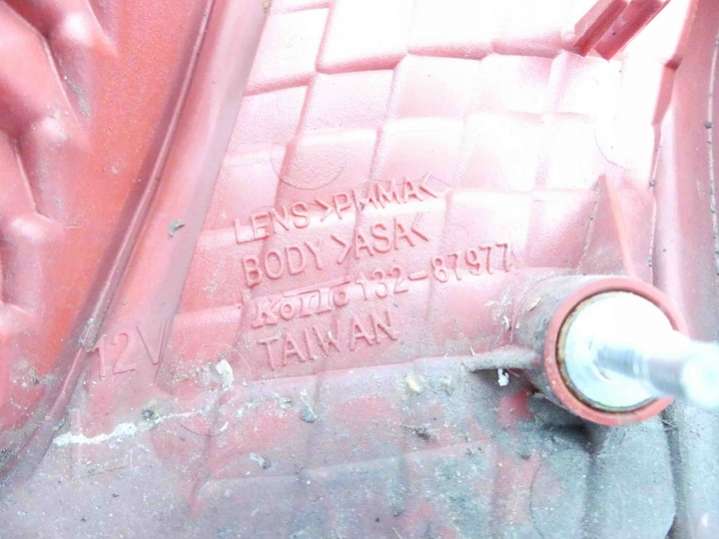 LENS >PMMA<
BODY >ASA<
KOITO 132-87977
TAIWAN
12V